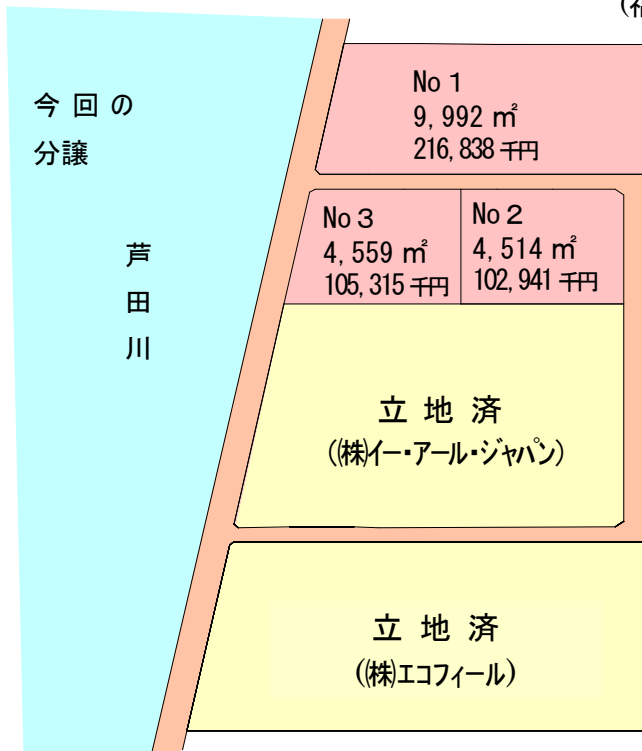 今回の
分譲
芦田川
No 1
9,992 ㎡
216,838 千円
No 3
4,559 ㎡
105,315 千円
No 2
4,514 ㎡
102,941 千円
立地済
(㈱イー・アール・ジャパン)
立地済
(㈱エコフィール)